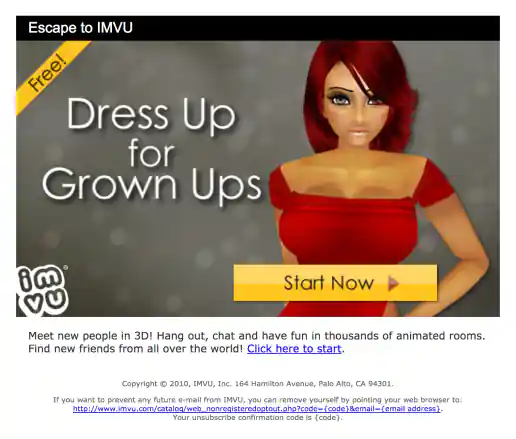 Escape to IMVU
Free!
Dress Up
for
Grown Ups
imvu®
Start Now
Meet new people in 3D! Hang out, chat and have fun in thousands of animated rooms.
Find new friends from all over the world! Click here to start.
Copyright © 2010, IMVU, Inc. 164 Hamilton Avenue, Palo Alto, CA 94301.
If you want to prevent any future e-mail from IMVU, you can remove yourself by pointing your web browser to:
http://www.imvu.com/catalog/web_nonregisteredoptout.php?code={code}&email={email address}.
Your unsubscribe confirmation code is {code}.